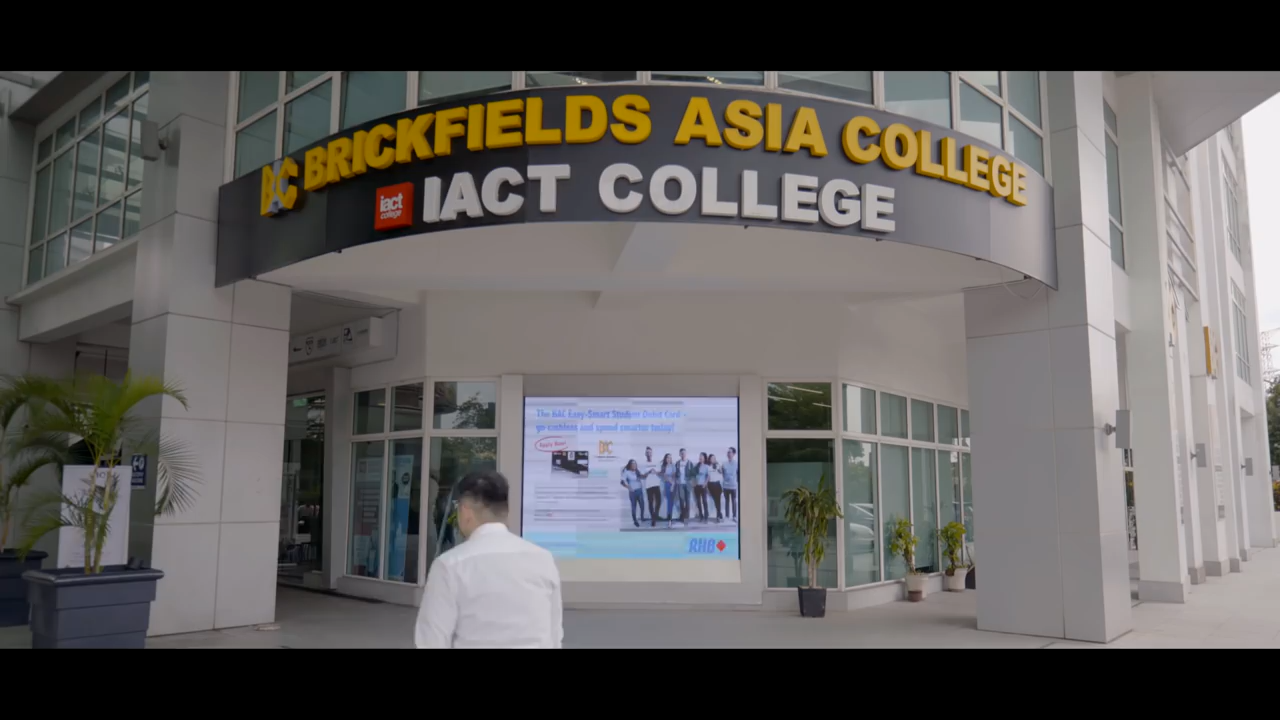 BAC BRICKFIELDS ASIA COLLEGE
iact
college
IACT COLLEGE
The BAC Easy-Smart Student Debit Card -
go cashless and spend smarter today!
Apply Now!
BAC
RHB